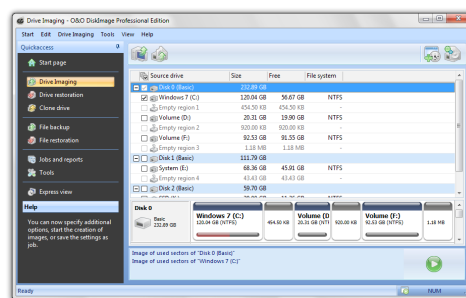 Drive Imaging - O&O DiskImage Professional Edition
Start Edit Drive Imaging Tools View Help
Quickaccess
Start page
Drive Imaging
Drive restoration
Clone drive
File backup
File restoration
Jobs and reports
Tools
Express view
Help
You can now specify additional
options, start the creation of
images, or save the settings as
job.
Source drive Size Free File system
Disk 0 (Basic) 232.89 GB
Windows 7 (C:) 120.04 GB 56.67 GB NTFS
Empty region 1 454.50 KB 454.50 KB -
Volume (D:) 20.31 GB 19.90 GB NTFS
Empty region 2 920.00 KB 920.00 KB -
Volume (F:) 92.53 GB 91.55 GB NTFS
Empty region 3 1.18 MB 1.18 MB -
Disk 1 (Basic) 111.79 GB
System (E:) 68.36 GB 45.91 GB NTFS
Empty region 4 43.43 GB 43.43 GB -
Disk 2 (Basic) 59.70 GB
Disk 0
Basic
232.89 GB
Windows 7 (C:)
120.04 GB (NTFS)
454.50 KB
Volume (D
20.31 GB (NTI
920.00 KB
Volume (F:)
92.53 GB (NTFS)
1.18 MB
Image of used sectors of "Disk 0 (Basic)"
Image of used sectors of "Windows 7 (C:)"
Ready
NUM